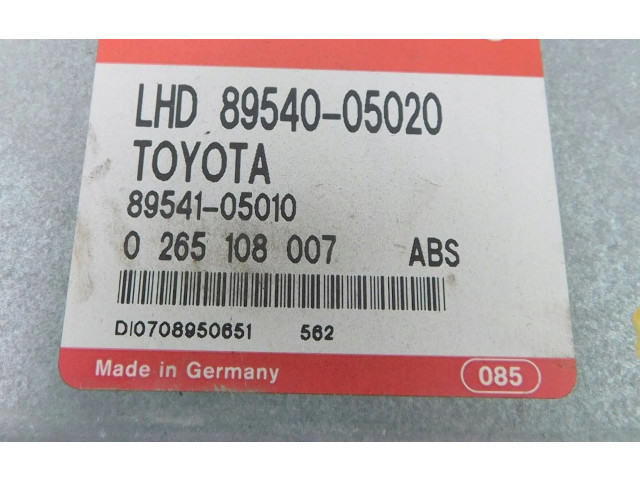 LHD 89540-05020
TOYOTA
89541-05010
0 265 108 007 ABS
DI0708950651 562
Made in Germany 085